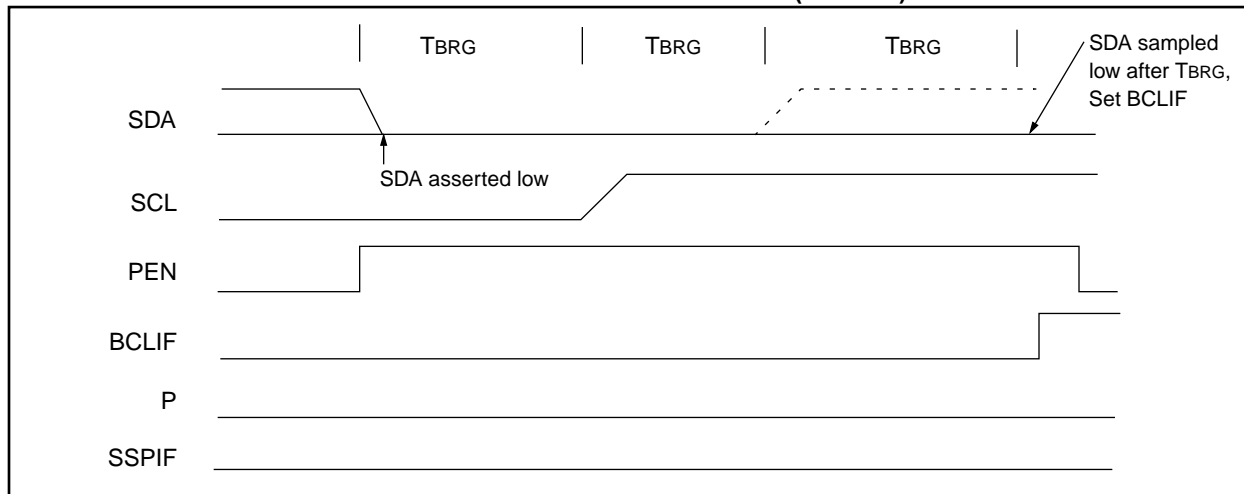 TBRG TBRG TBRG
SDA sampled
low after TBRG,
Set BCLIF
SDA
SDA asserted low
SCL
PEN
BCLIF
P
SSPIF